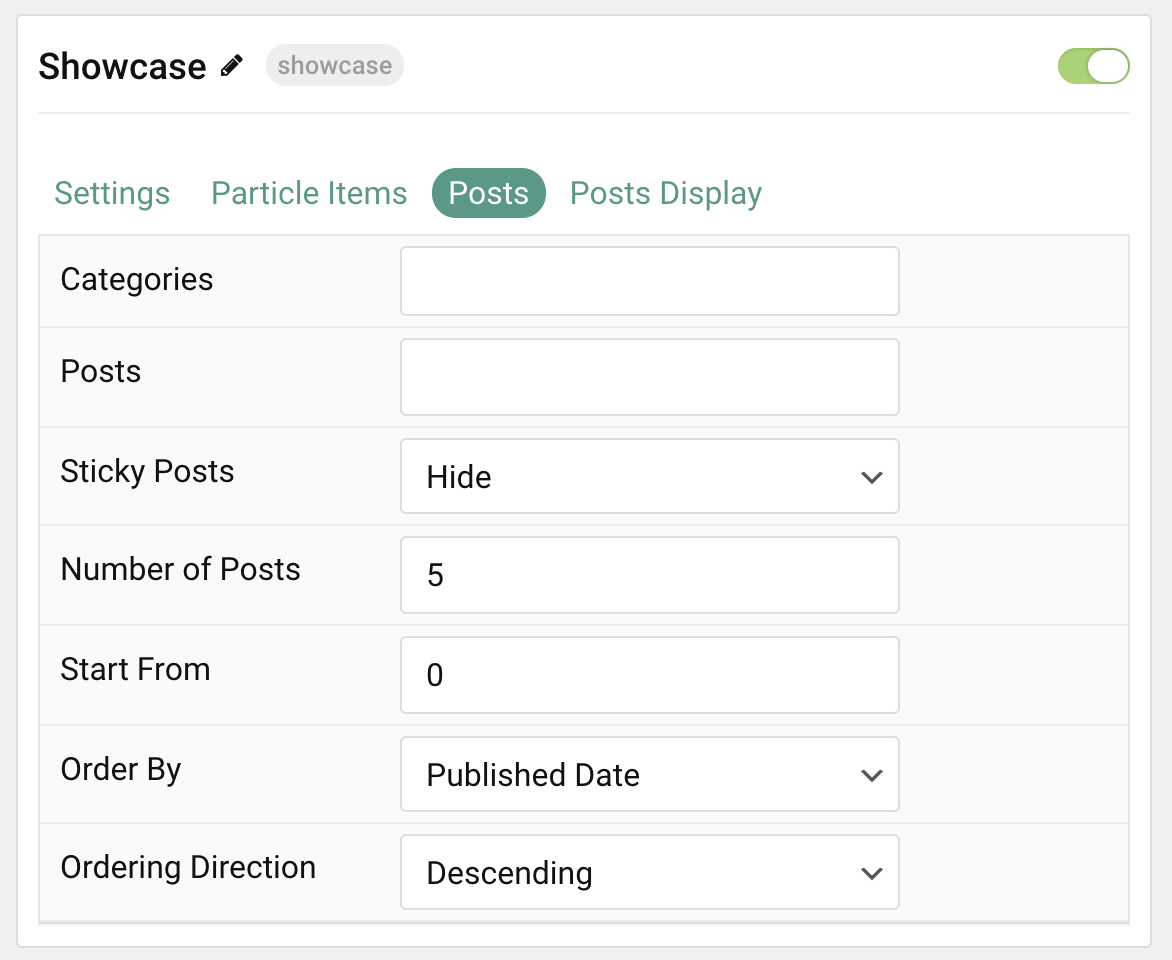 Showcase showcase
Settings Particle Items Posts Posts Display
Categories
Posts
Sticky Posts Hide
Number of Posts 5
Start From 0
Order By Published Date
Ordering Direction Descending